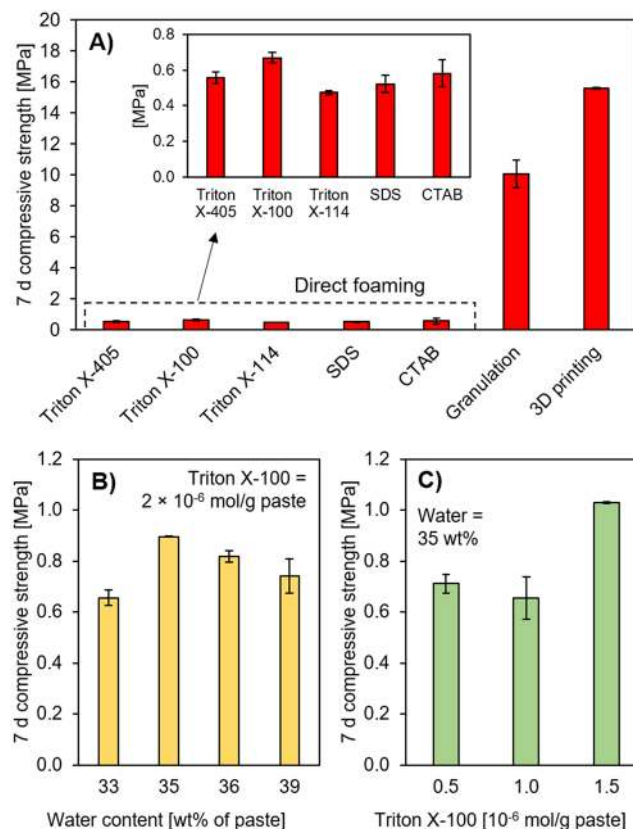 A)
7 d compressive strength [MPa]
20
18
16
14
12
10
8
6
4
2
0
[MPa]
0.8
0.6
0.4
0.2
0.0
Triton X-405
Triton X-100
Triton X-114
SDS
CTAB
Direct foaming
Triton X-405
Triton X-100
Triton X-114
SDS
CTAB
Granulation
3D printing
B)
Triton X-100 =
2 × 10⁻⁶ mol/g paste
7 d compressive strength [MPa]
1.2
1.0
0.8
0.6
0.4
0.2
0.0
33 35 36 39
Water content [wt% of paste]
C)
Water =
35 wt%
7 d compressive strength [MPa]
1.2
1.0
0.8
0.6
0.4
0.2
0.0
0.5 1.0 1.5
Triton X-100 [10⁻⁶ mol/g paste]